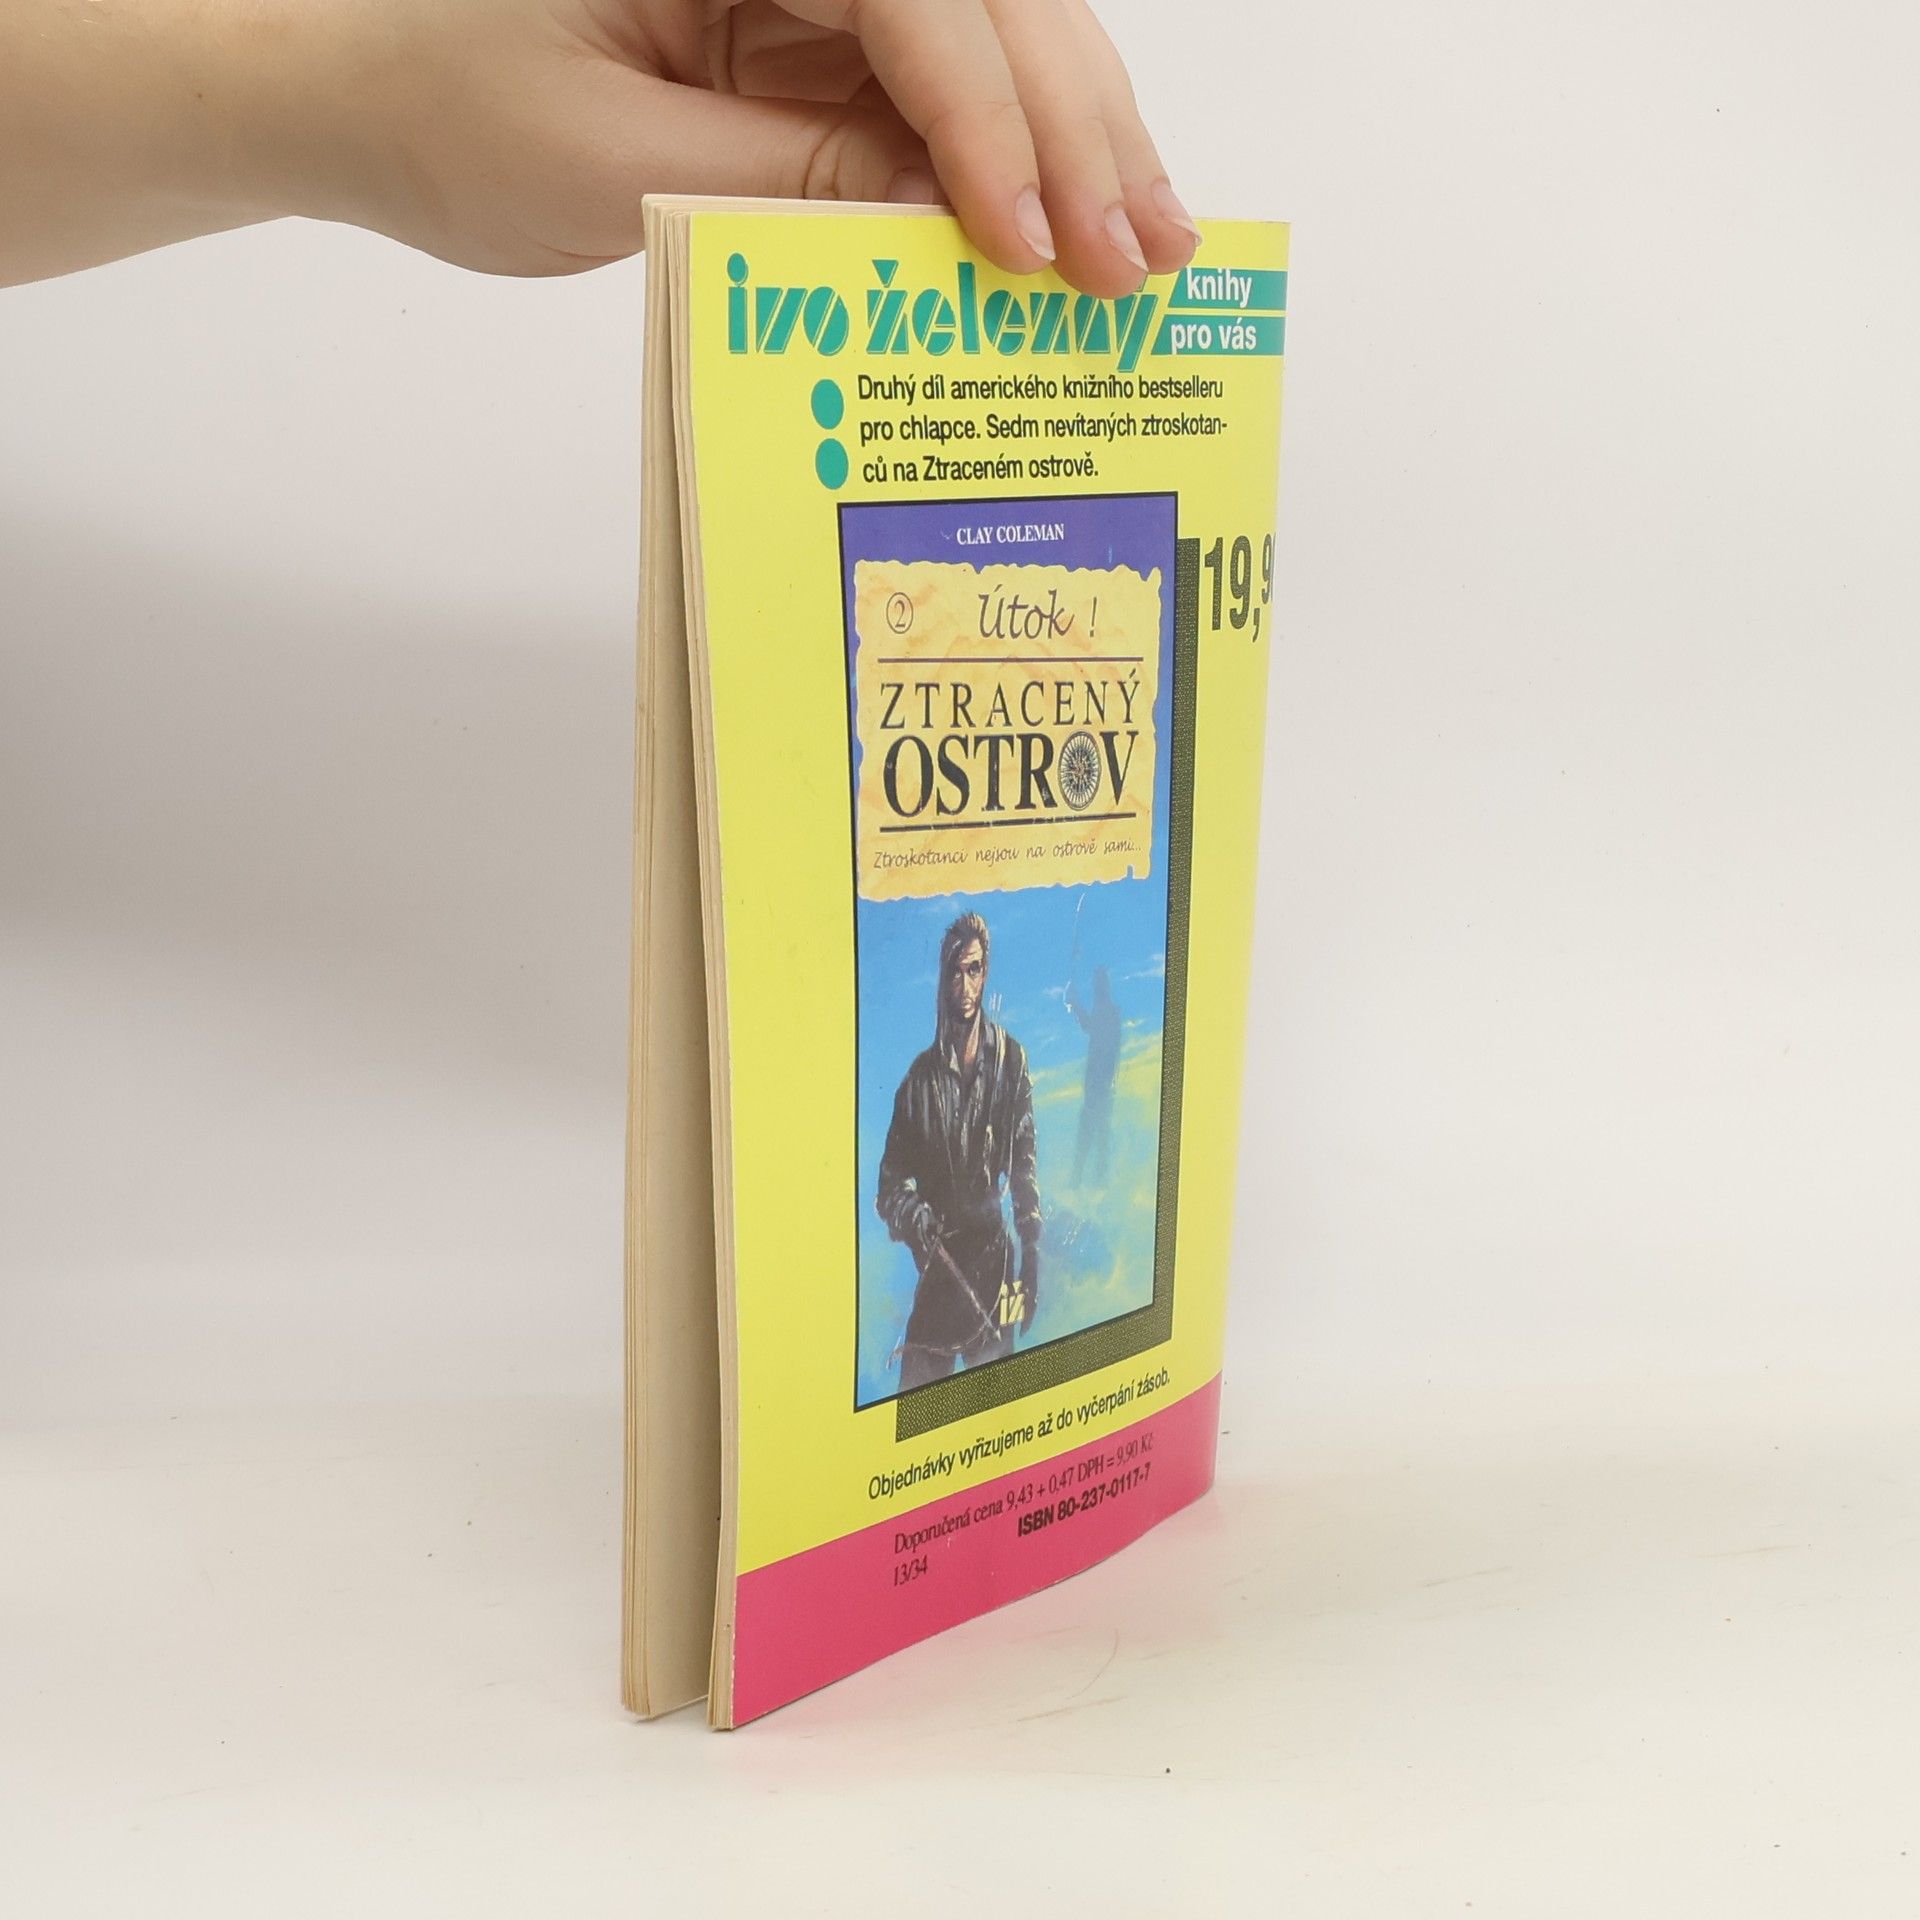 ivo železný
knihy
pro vás
Druhý díl amerického knižního bestselleru
pro chlapce. Sedm nevítaných ztroskotan-
ců na Ztraceném ostrově.
CLAY COLEMAN
19,9
2 Útok !
ZTRACENÝ
OSTROV
Ztroskotanci nejsou na ostrově sami...
iž
Objednávky vyřizujeme až do vyčerpání zásob.
Doporučená cena 9,43 + 0,47 DPH = 9,90 Kč
ISBN 80-237-0117-7
13/34